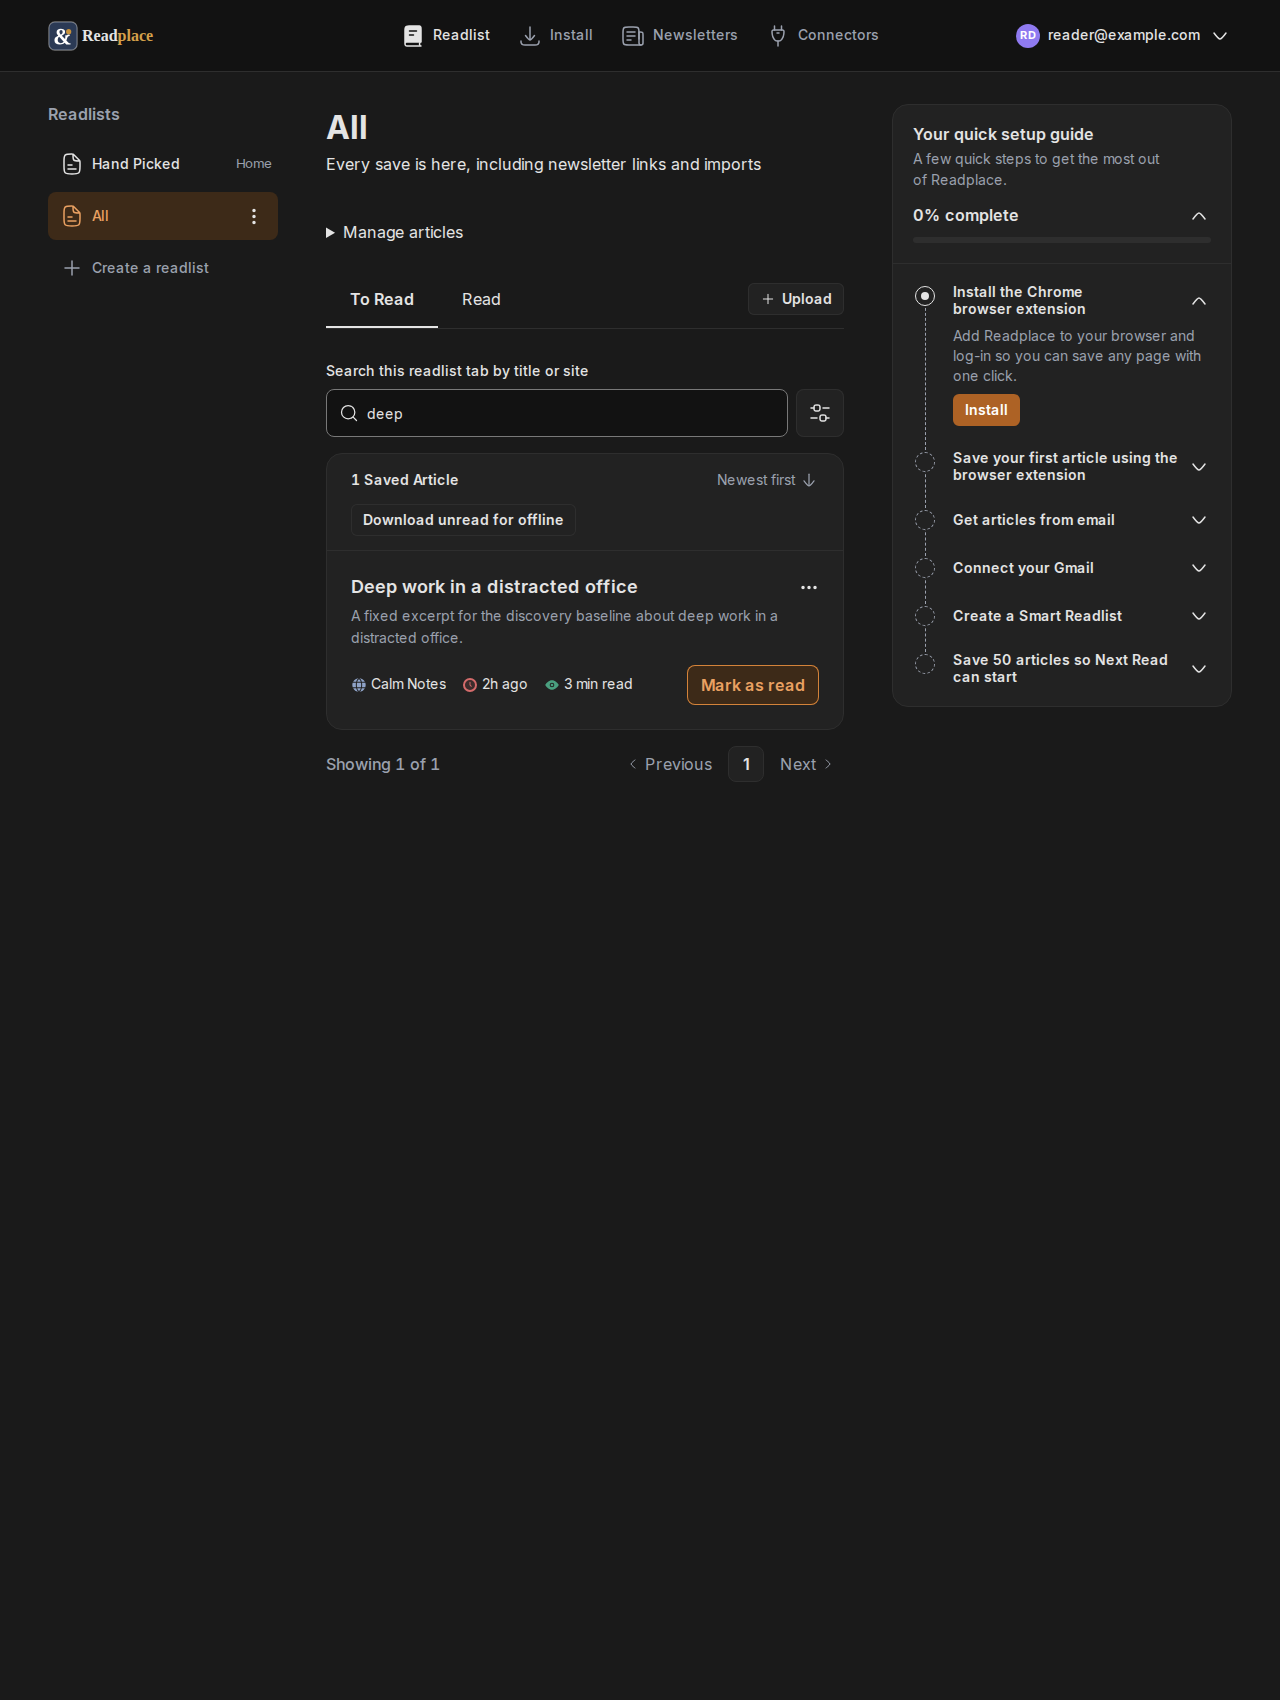 & Readplace
Readlist
Install
Newsletters
Connectors
RD reader@example.com
Readlists
Hand Picked
Home
All
Create a readlist
All
Every save is here, including newsletter links and imports
Manage articles
To Read
Read
Upload
Search this readlist tab by title or site
deep
1 Saved Article
Newest first
Download unread for offline
Deep work in a distracted office
A fixed excerpt for the discovery baseline about deep work in a
distracted office.
Calm Notes
2h ago
3 min read
Mark as read
Showing 1 of 1
Previous
1
Next
Your quick setup guide
A few quick steps to get the most out
of Readplace.
0% complete
Install the Chrome
browser extension
Add Readplace to your browser and
log-in so you can save any page with
one click.
Install
Save your first article using the
browser extension
Get articles from email
Connect your Gmail
Create a Smart Readlist
Save 50 articles so Next Read
can start